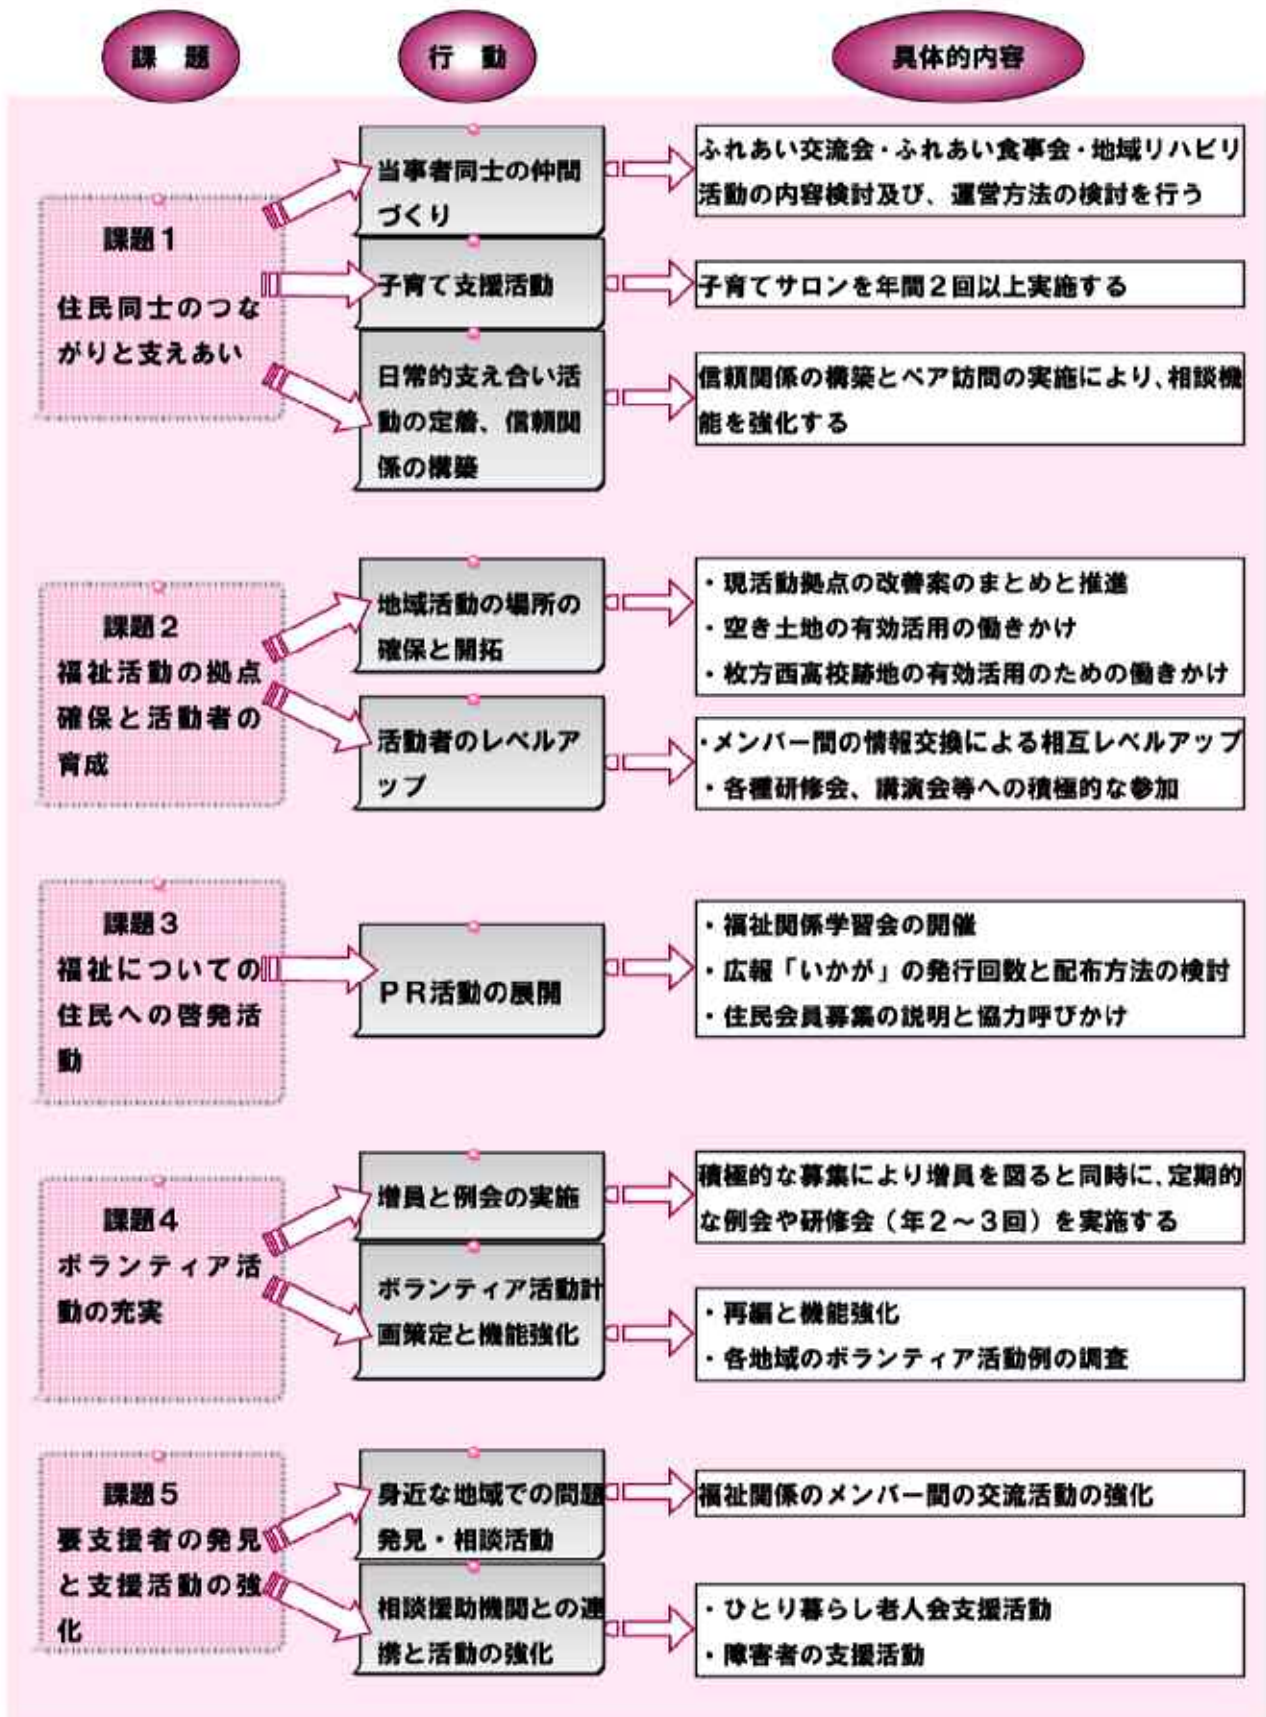 課 題
行 動
具体的内容
課題1
住民同士のつな
がりと支えあい
当事者同士の仲間
づくり
ふれあい交流会・ふれあい食事会・地域リハビリ
活動の内容検討及び、運営方法の検討を行う
子育て支援活動
子育てサロンを年間2回以上実施する
日常的支え合い活
動の定着、信頼関
係の構築
信頼関係の構築とペア訪問の実施により、相談機
能を強化する
課題2
福祉活動の拠点
確保と活動者の
育成
地域活動の場所の
確保と開拓
・現活動拠点の改善案のまとめと推進
・空き土地の有効活用の働きかけ
・枚方西高校跡地の有効活用のための働きかけ
活動者のレベルア
ップ
・メンバー間の情報交換による相互レベルアップ
・各種研修会、講演会等への積極的な参加
課題3
福祉についての
住民への啓発活
動
PR活動の展開
・福祉関係学習会の開催
・広報「いかが」の発行回数と配布方法の検討
・住民会員募集の説明と協力呼びかけ
課題4
ボランティア活
動の充実
増員と例会の実施
積極的な募集により増員を図ると同時に、定期的
な例会や研修会(年2~3回)を実施する
ボランティア活動計
画策定と機能強化
・再編と機能強化
・各地域のボランティア活動例の調査
課題5
要支援者の発見
と支援活動の強
化
身近な地域での問題
発見・相談活動
福祉関係のメンバー間の交流活動の強化
相談援助機関との連
携と活動の強化
・ひとり暮らし老人会支援活動
・障害者の支援活動